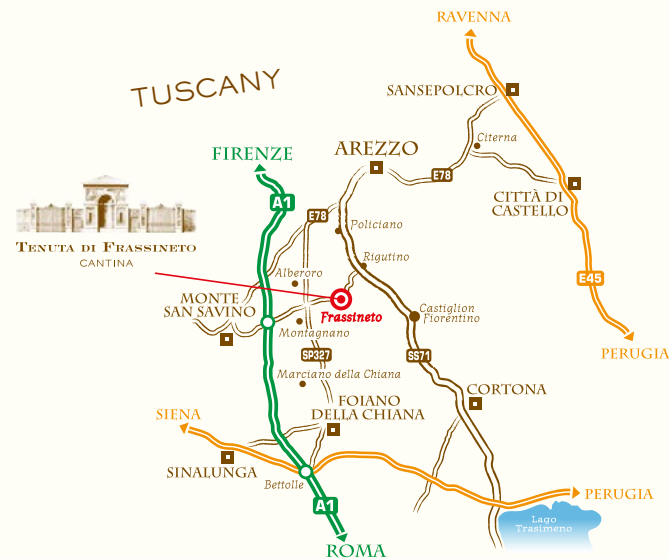 RAVENNA
TUSCANY
SANSEPOLCRO
Citerna
FIRENZE
AREZZO
E78
CITTÀ DI
CASTELLO
A1
E78
Policiano
TENUTA DI FRASSINETO
CANTINA
Rigutino
Alberoro
E45
MONTE
SAN SAVINO
Frassineto
Castiglion
Fiorentino
Montagnano
SP327
SS71
PERUGIA
Marciano della Chiana
CORTONA
FOIANO
DELLA CHIANA
SIENA
SINALUNGA
Bettolle
PERUGIA
A1
Lago
Trasimeno
ROMA